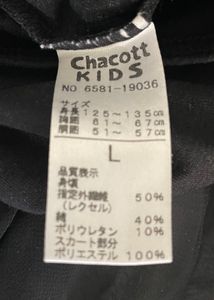 Chacott
KIDS
NO 6581-19036
サイズ
身長125~135cm
胸囲 61~67cm
胴囲 51~57cm
L
品質表示
身頃
指定外繊維 50%
(レクセル)
綿 40%
ポリウレタン 10%
スカート部分
ポリエステル 100%